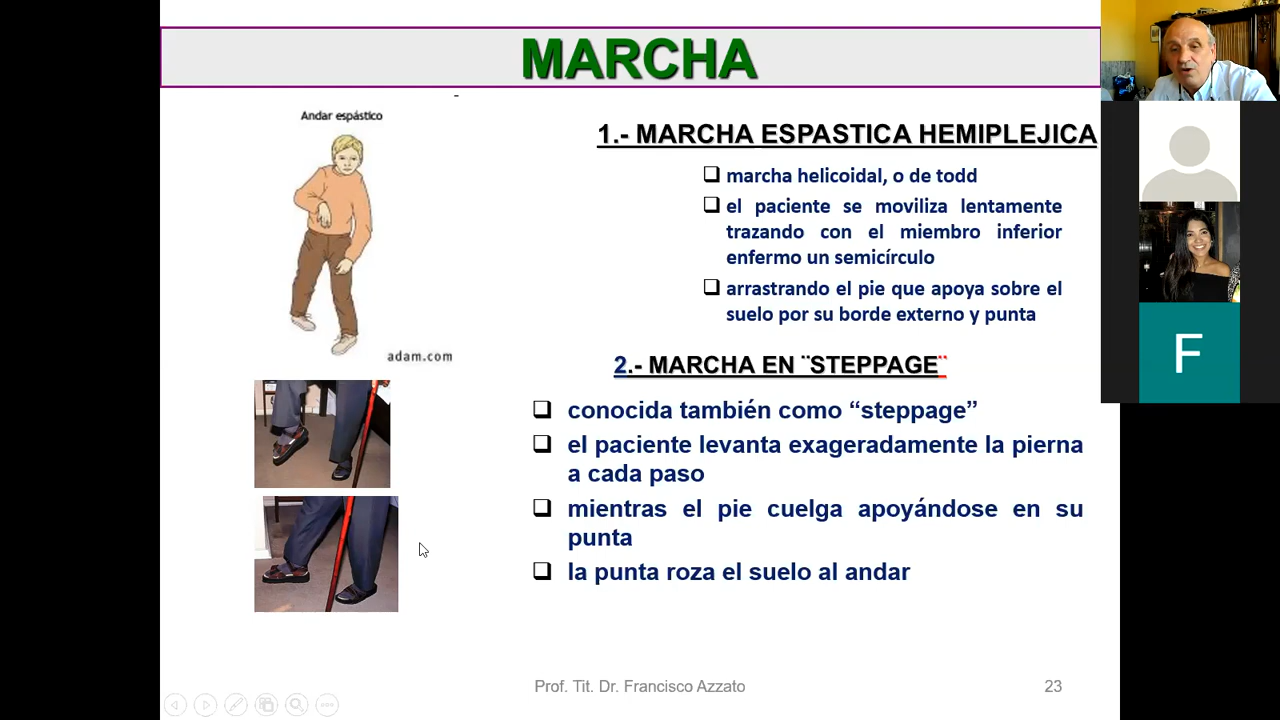 MARCHA
-
Andar espástico
adam.com
1.- MARCHA ESPASTICA HEMIPLEJICA
❑ marcha helicoidal, o de todd
❑ el paciente se moviliza lentamente
trazando con el miembro inferior
enfermo un semicírculo
❑ arrastrando el pie que apoya sobre el
suelo por su borde externo y punta
2.- MARCHA EN ¨STEPPAGE¨
❑ conocida también como “steppage”
❑ el paciente levanta exageradamente la pierna
a cada paso
❑ mientras el pie cuelga apoyándose en su
punta
❑ la punta roza el suelo al andar
Prof. Tit. Dr. Francisco Azzato
23
F